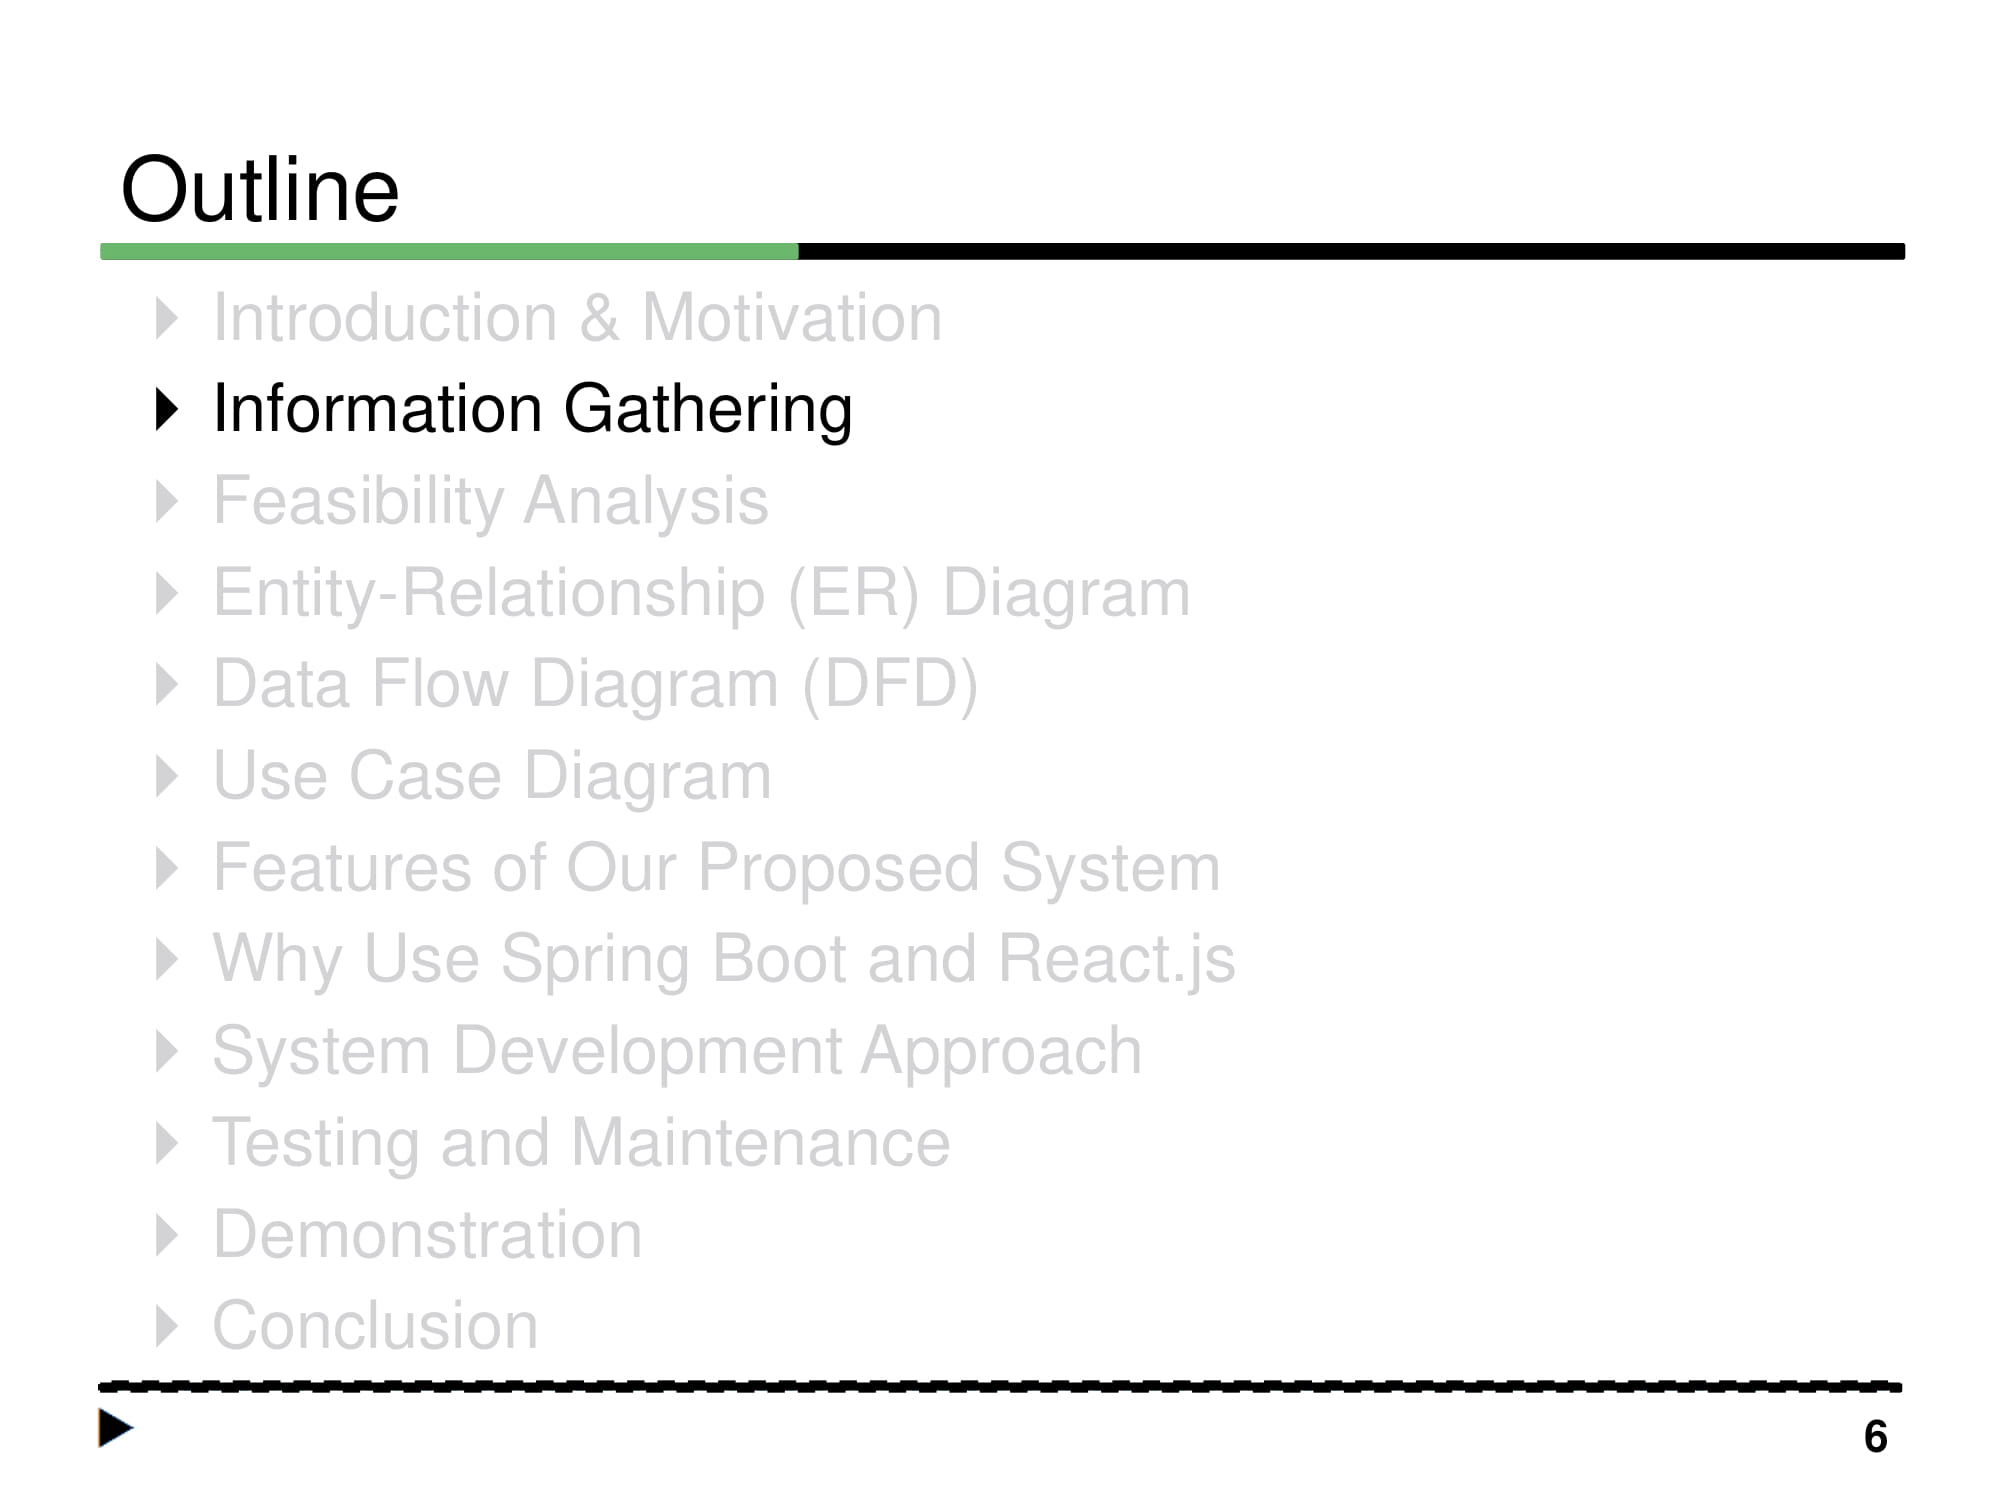 Outline
Introduction & Motivation
Information Gathering
Feasibility Analysis
Entity-Relationship (ER) Diagram
Data Flow Diagram (DFD)
Use Case Diagram
Features of Our Proposed System
Why Use Spring Boot and React.js
System Development Approach
Testing and Maintenance
Demonstration
Conclusion
6